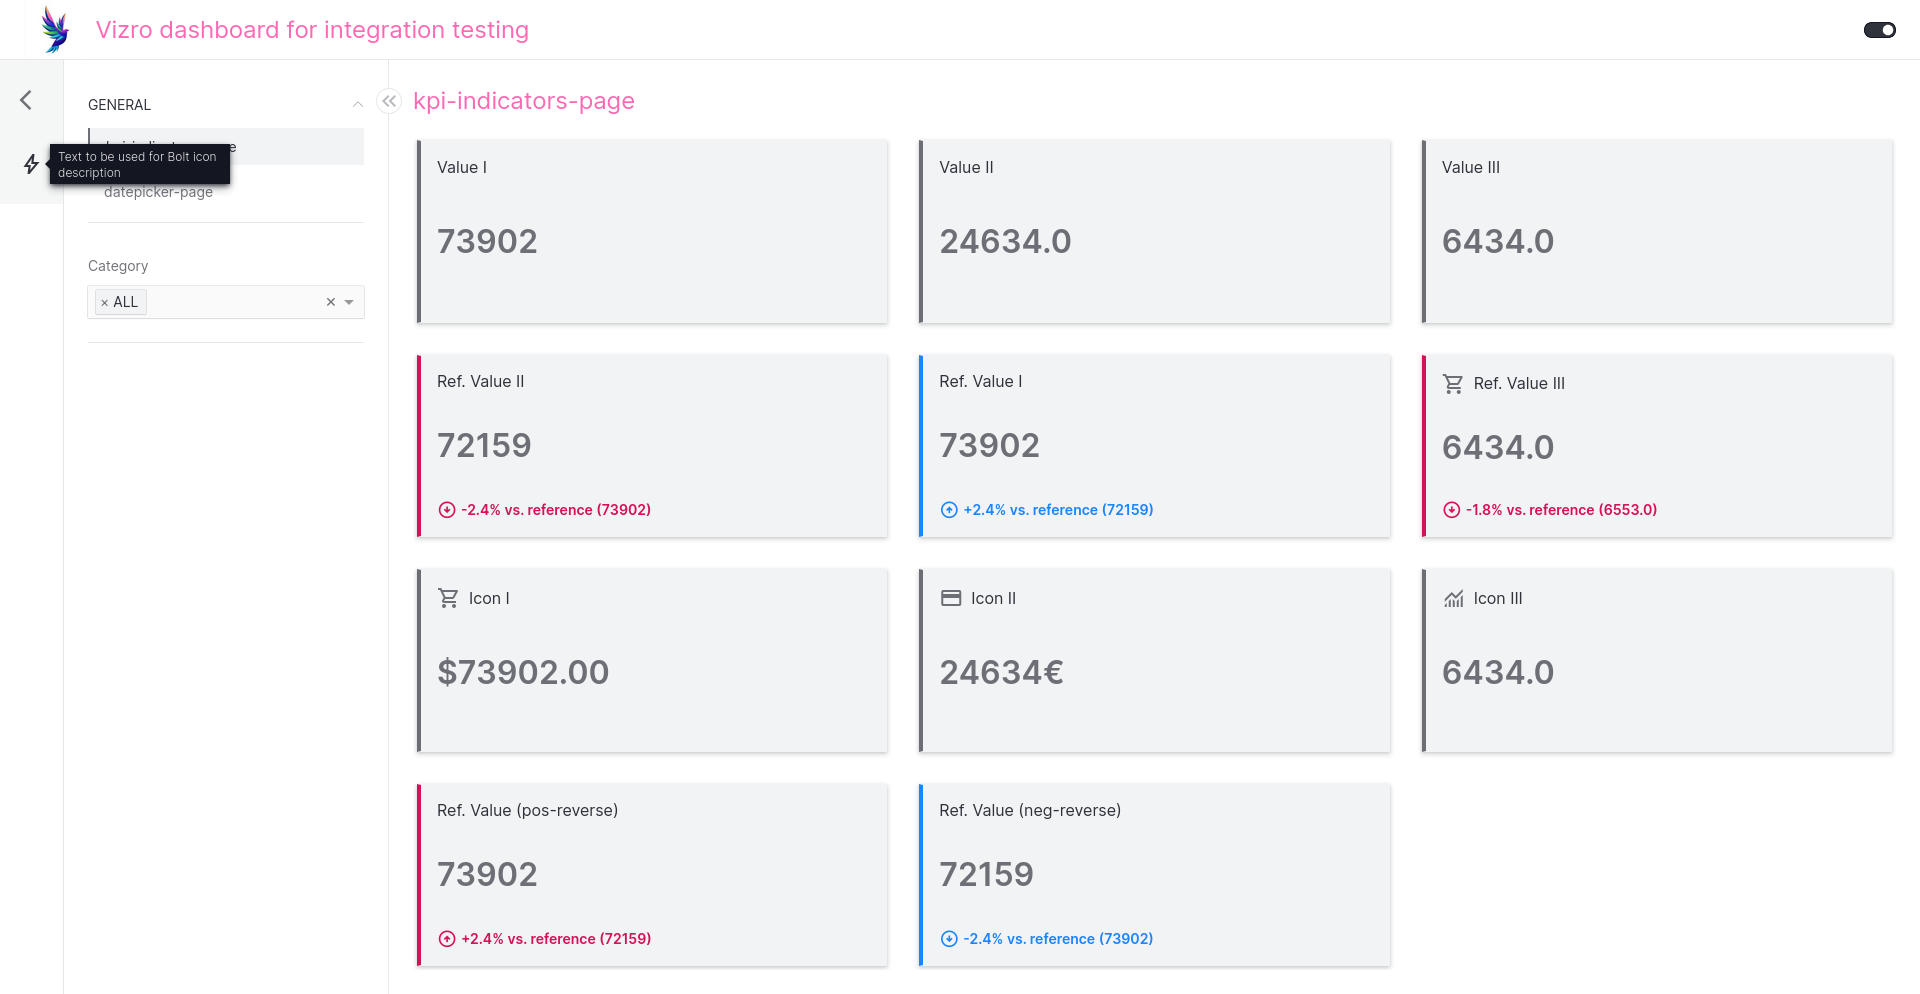 Vizro dashboard for integration testing
GENERAL
Text to be used for Bolt icon
description
datepicker-page
Category
× ALL
kpi-indicators-page
Value I
73902
Value II
24634.0
Value III
6434.0
Ref. Value II
72159
-2.4% vs. reference (73902)
Ref. Value I
73902
+2.4% vs. reference (72159)
Ref. Value III
6434.0
-1.8% vs. reference (6553.0)
Icon I
$73902.00
Icon II
24634€
Icon III
6434.0
Ref. Value (pos-reverse)
73902
+2.4% vs. reference (72159)
Ref. Value (neg-reverse)
72159
-2.4% vs. reference (73902)